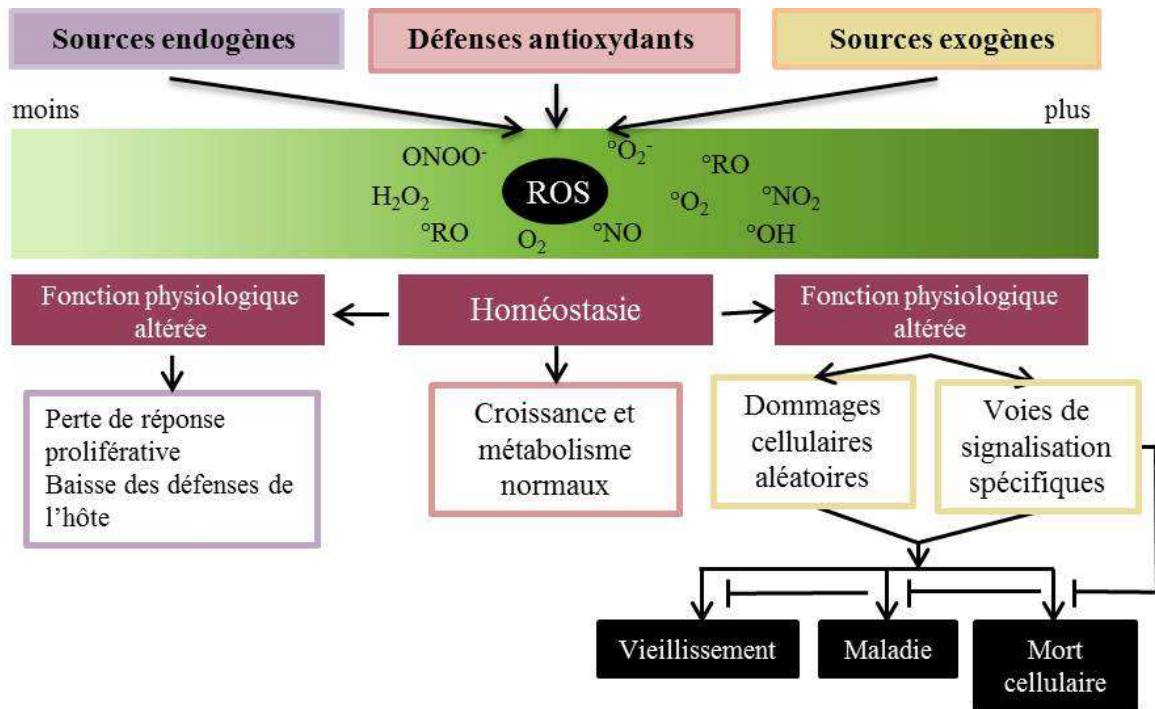 Sources endogènes
Défenses antioxydants
Sources exogènes
moins
plus
ONOO⁻
°O₂⁻
°RO
H₂O₂
ROS
°O₂
°NO₂
°RO
O₂
°NO
°OH
Fonction physiologique
altérée
Homéostasie
Fonction physiologique
altérée
Perte de réponse
proliférative
Baisse des défenses de
l’hôte
Croissance et
métabolisme
normaux
Dommages
cellulaires
aléatoires
Voies de
signalisation
spécifiques
Vieillissement
Maladie
Mort
cellulaire